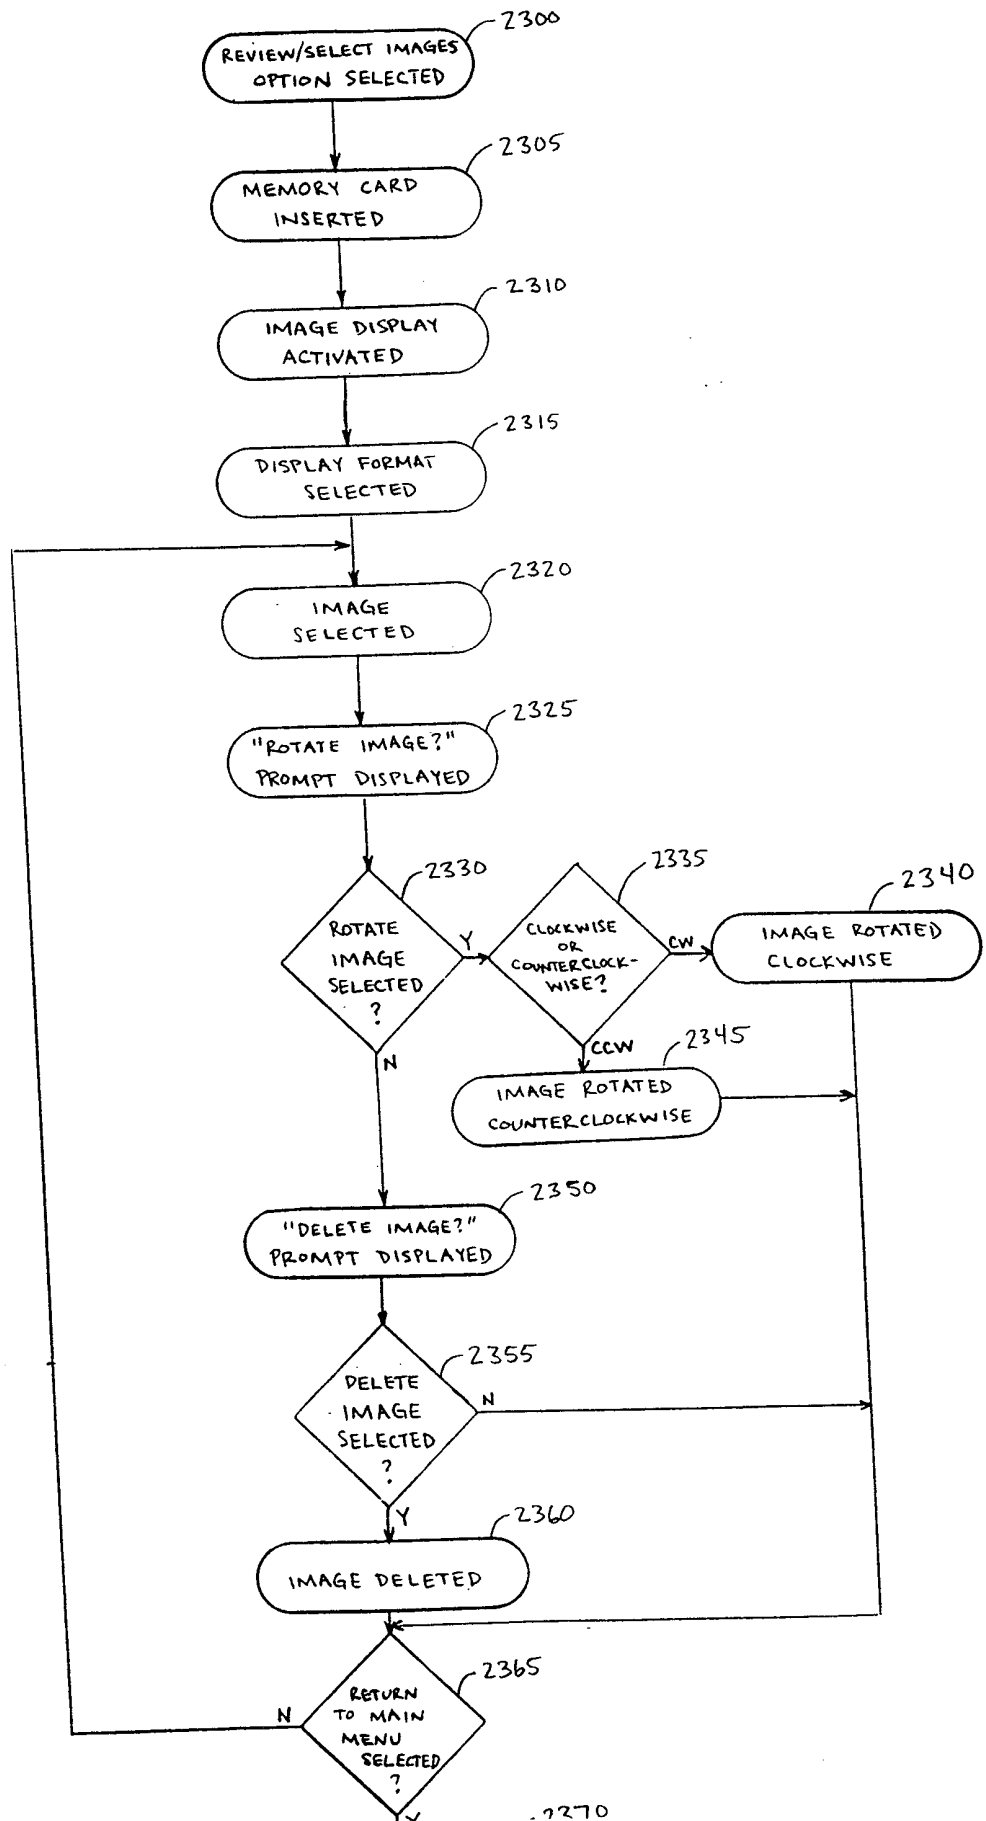 2300
REVIEW/SELECT IMAGES
OPTION SELECTED
2305
MEMORY CARD
INSERTED
2310
IMAGE DISPLAY
ACTIVATED
2315
DISPLAY FORMAT
SELECTED
2320
IMAGE
SELECTED
2325
"ROTATE IMAGE?"
PROMPT DISPLAYED
2330
ROTATE
IMAGE
SELECTED
?
Y
N
2335
CLOCKWISE
OR
COUNTERCLOCK-
WISE?
CW
CCW
2340
IMAGE ROTATED
CLOCKWISE
2345
IMAGE ROTATED
COUNTERCLOCKWISE
2350
"DELETE IMAGE?"
PROMPT DISPLAYED
2355
DELETE
IMAGE
SELECTED
?
N
Y
2360
IMAGE DELETED
2365
RETURN
TO MAIN
MENU
SELECTED
?
N
Y
2370